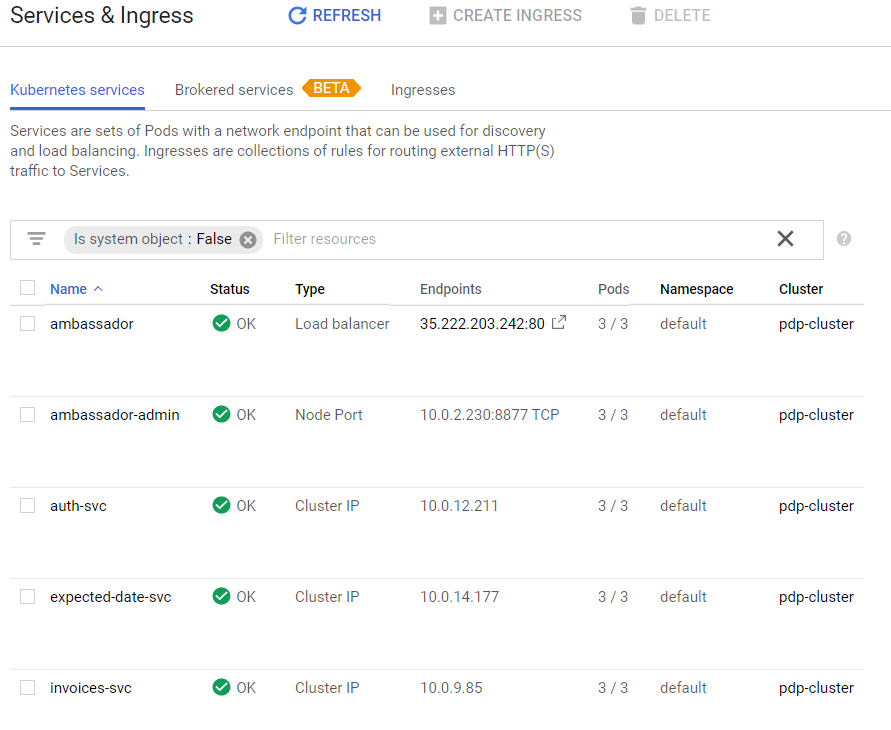 Services & Ingress REFRESH CREATE INGRESS DELETE
Kubernetes services Brokered services BETA Ingresses
Services are sets of Pods with a network endpoint that can be used for discovery
and load balancing. Ingresses are collections of rules for routing external HTTP(S)
traffic to Services.
Is system object : False Filter resources
Name Status Type Endpoints Pods Namespace Cluster
ambassador OK Load balancer 35.222.203.242:80 3 / 3 default pdp-cluster
ambassador-admin OK Node Port 10.0.2.230:8877 TCP 3 / 3 default pdp-cluster
auth-svc OK Cluster IP 10.0.12.211 3 / 3 default pdp-cluster
expected-date-svc OK Cluster IP 10.0.14.177 3 / 3 default pdp-cluster
invoices-svc OK Cluster IP 10.0.9.85 3 / 3 default pdp-cluster